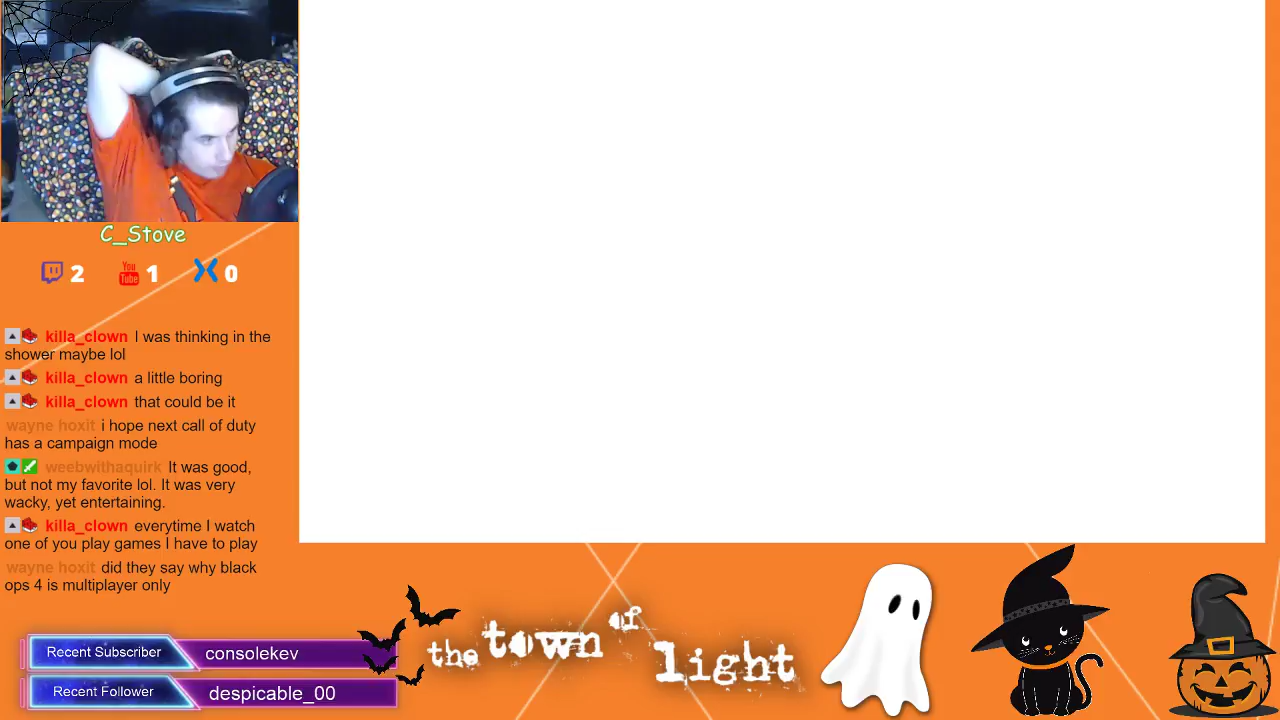 C_Stove
2
You
Tube
1
0
killa_clown I was thinking in the
shower maybe lol
killa_clown a little boring
killa_clown that could be it
wayne hoxit i hope next call of duty
has a campaign mode
weebwithaquirk It was good,
but not my favorite lol. It was very
wacky, yet entertaining.
killa_clown everytime I watch
one of you play games I have to play
wayne hoxit did they say why black
ops 4 is multiplayer only
Recent Subscriber consolekev
Recent Follower despicable_00
the town of light